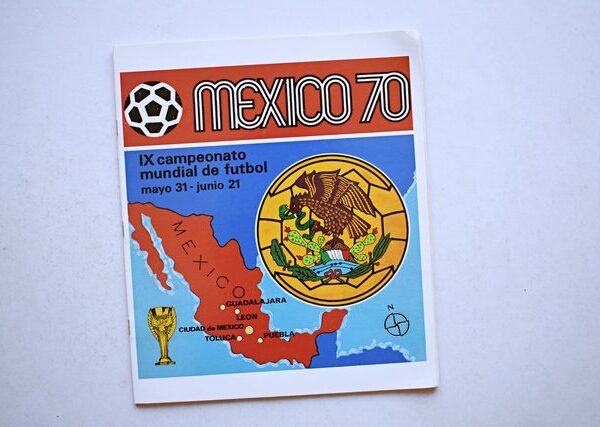 MEXICO 70
IX campeonato
mundial de futbol
mayo 31 - junio 21
MEXICO
GUADALAJARA
LEON
CIUDAD de MEXICO
TOLUCA
PUEBLA
N